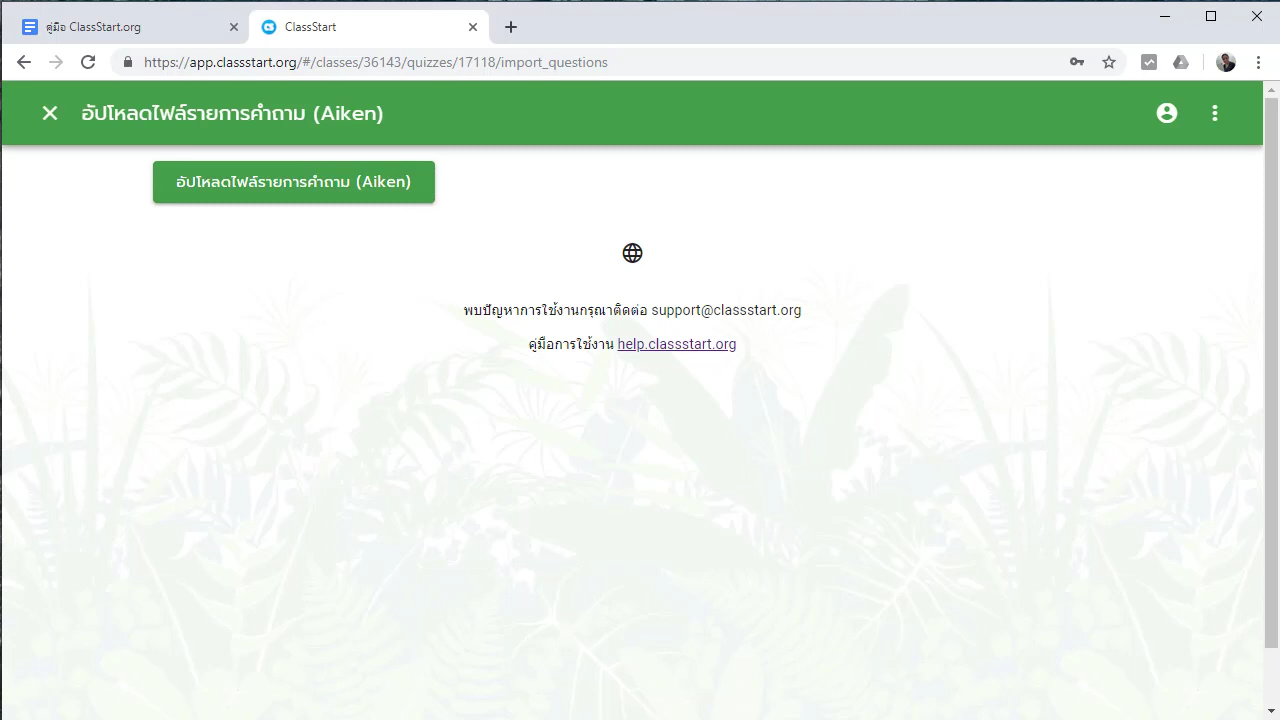 คู่มือ ClassStart.org
ClassStart
https://app.classstart.org/#/classes/36143/quizzes/17118/import_questions
อัปโหลดไฟล์รายการคำถาม (Aiken)
อัปโหลดไฟล์รายการคำถาม (Aiken)
พบปัญหาการใช้งานกรุณาติดต่อ support@classstart.org
คู่มือการใช้งาน help.classstart.org